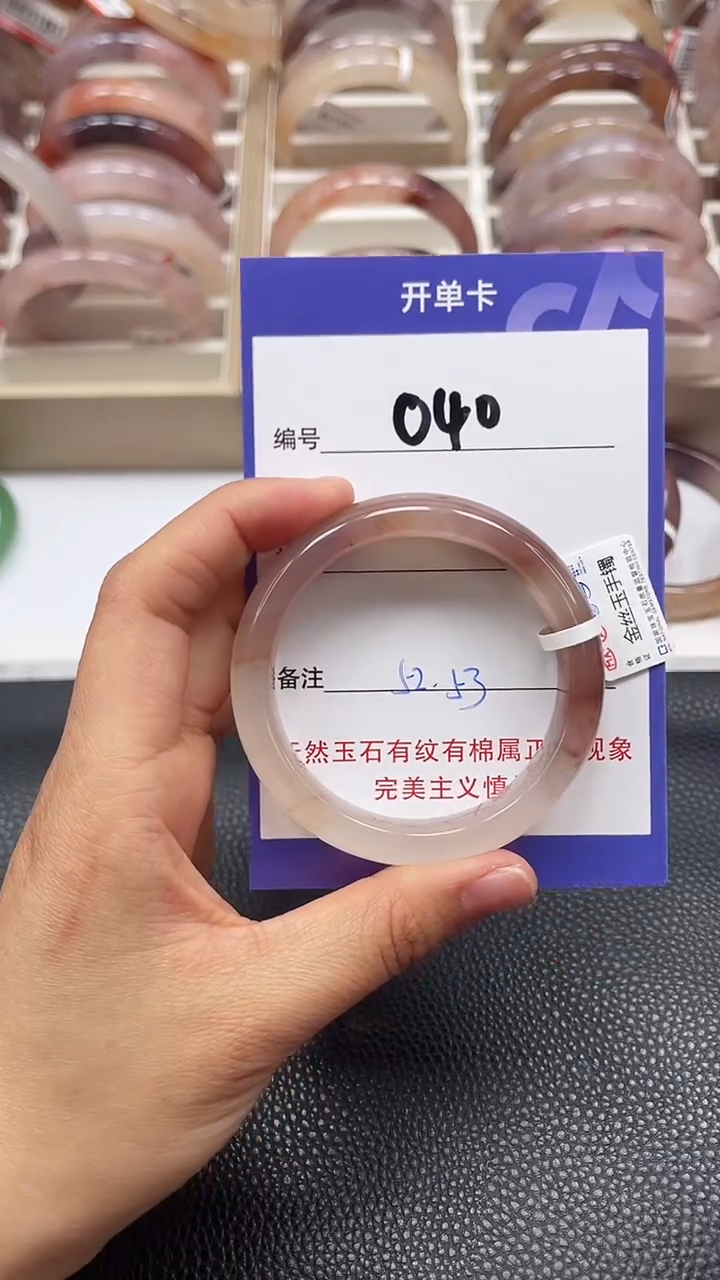 开单卡
编号 040
备注 52.53
天然玉石有纹有棉属正 现象
完美主义慎
金丝玉手镯